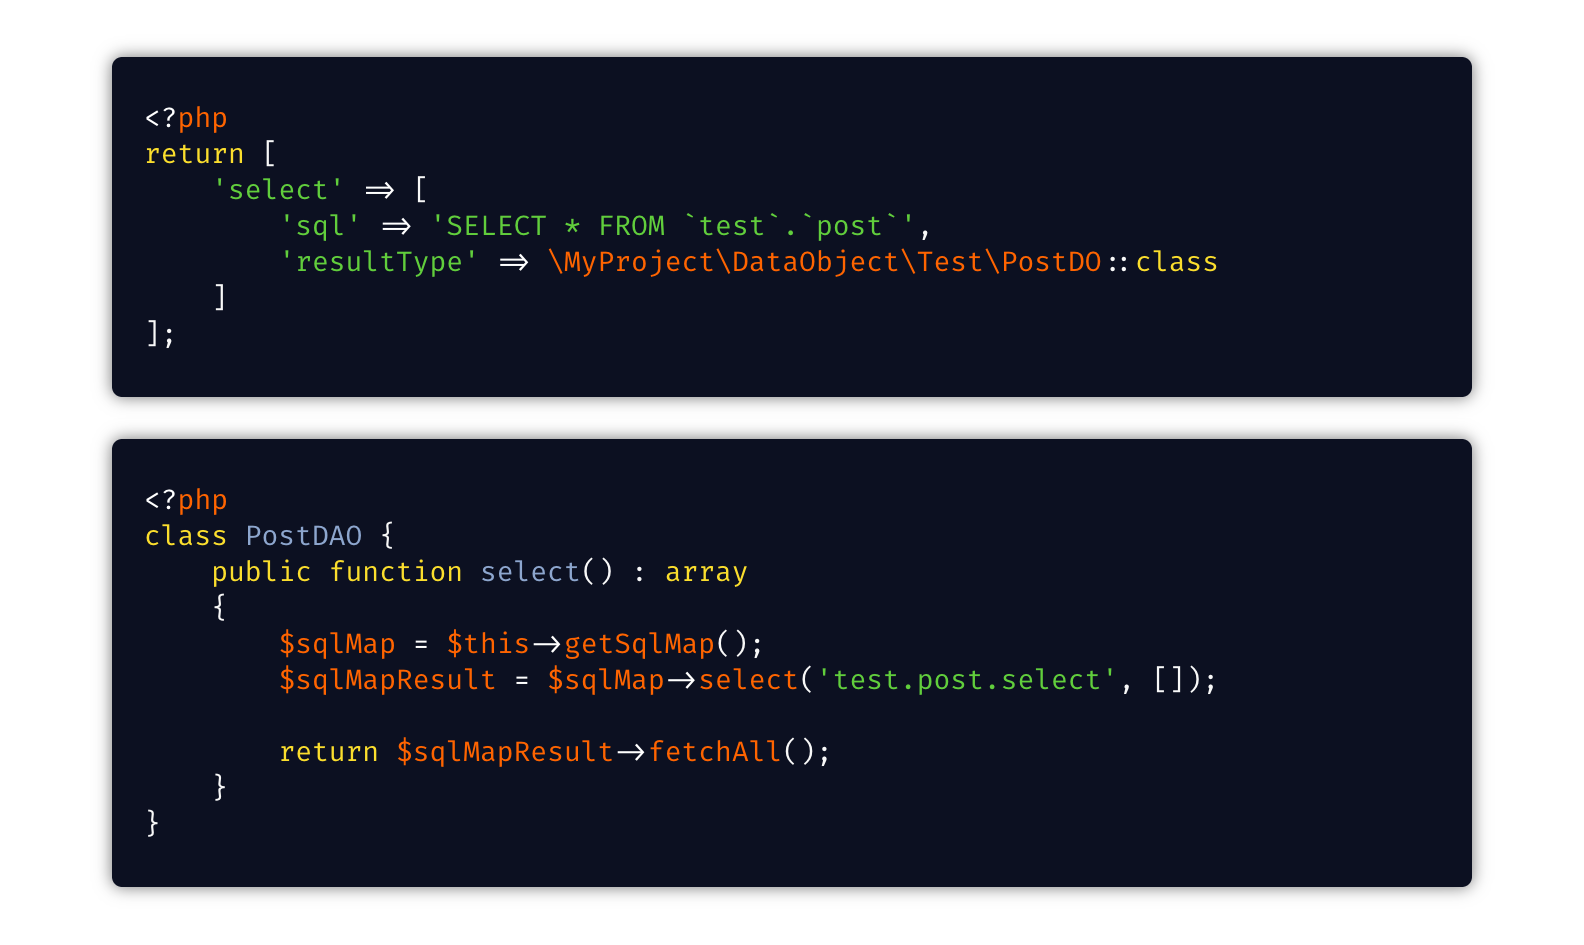 <?php
return [
    'select' => [
        'sql' => 'SELECT * FROM `test`.`post`',
        'resultType' => \MyProject\DataObject\Test\PostDO::class
    ]
];
<?php
class PostDAO {
    public function select() : array
    {
        $sqlMap = $this->getSqlMap();
        $sqlMapResult = $sqlMap->select('test.post.select', []);

        return $sqlMapResult->fetchAll();
    }
}